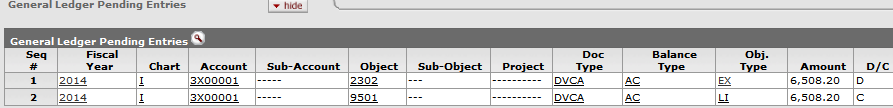 General Ledger Pending Entries
hide
General Ledger Pending Entries
Seq # Fiscal Year Chart Account Sub-Account Object Sub-Object Project Doc Type Balance Type Obj. Type Amount D/C
1 2014 I 3X00001 ----- 2302 --- ---------- DVCA AC EX 6,508.20 D
2 2014 I 3X00001 ----- 9501 --- ---------- DVCA AC LI 6,508.20 C